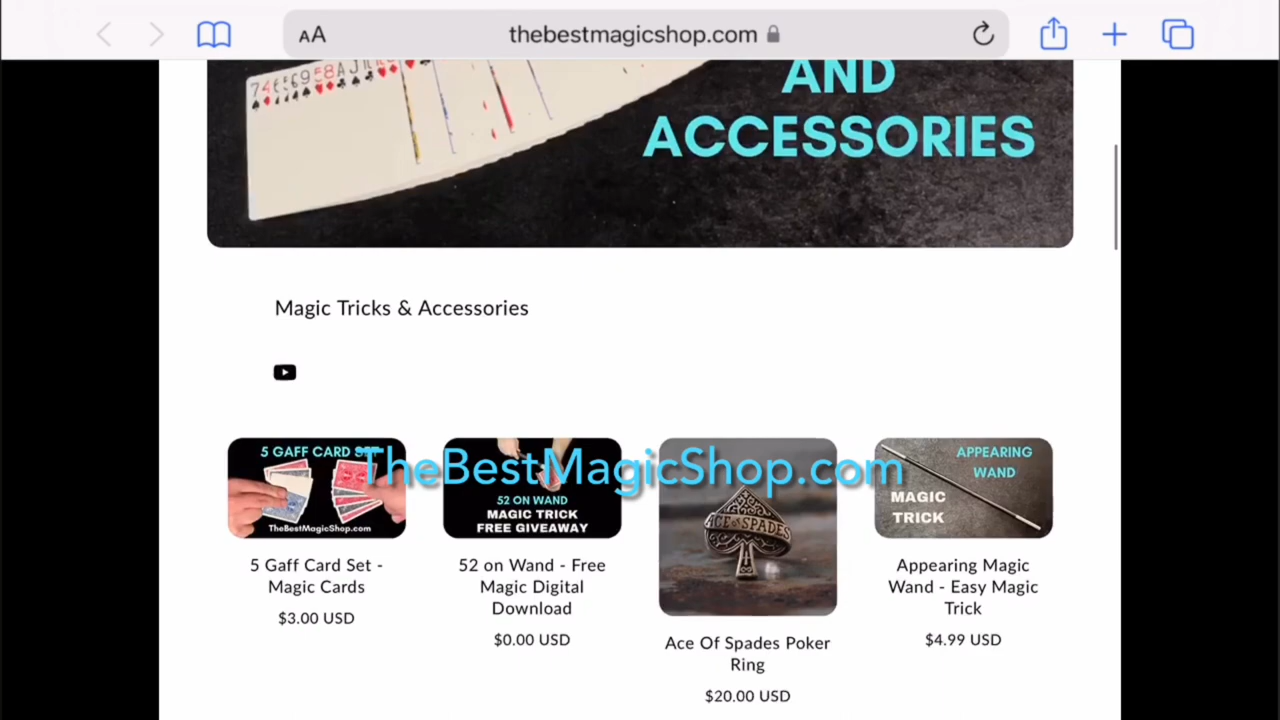 AA
thebestmagicshop.com
AND
ACCESSORIES
Magic Tricks & Accessories
TheBestMagicShop.com
5 GAFF CARD SET
TheBestMagicShop.com
5 Gaff Card Set -
Magic Cards
$3.00 USD
52 ON WAND
MAGIC TRICK
FREE GIVEAWAY
52 on Wand - Free
Magic Digital
Download
$0.00 USD
ACE OF SPADES
Ace Of Spades Poker
Ring
$20.00 USD
APPEARING
WAND
MAGIC
TRICK
Appearing Magic
Wand - Easy Magic
Trick
$4.99 USD